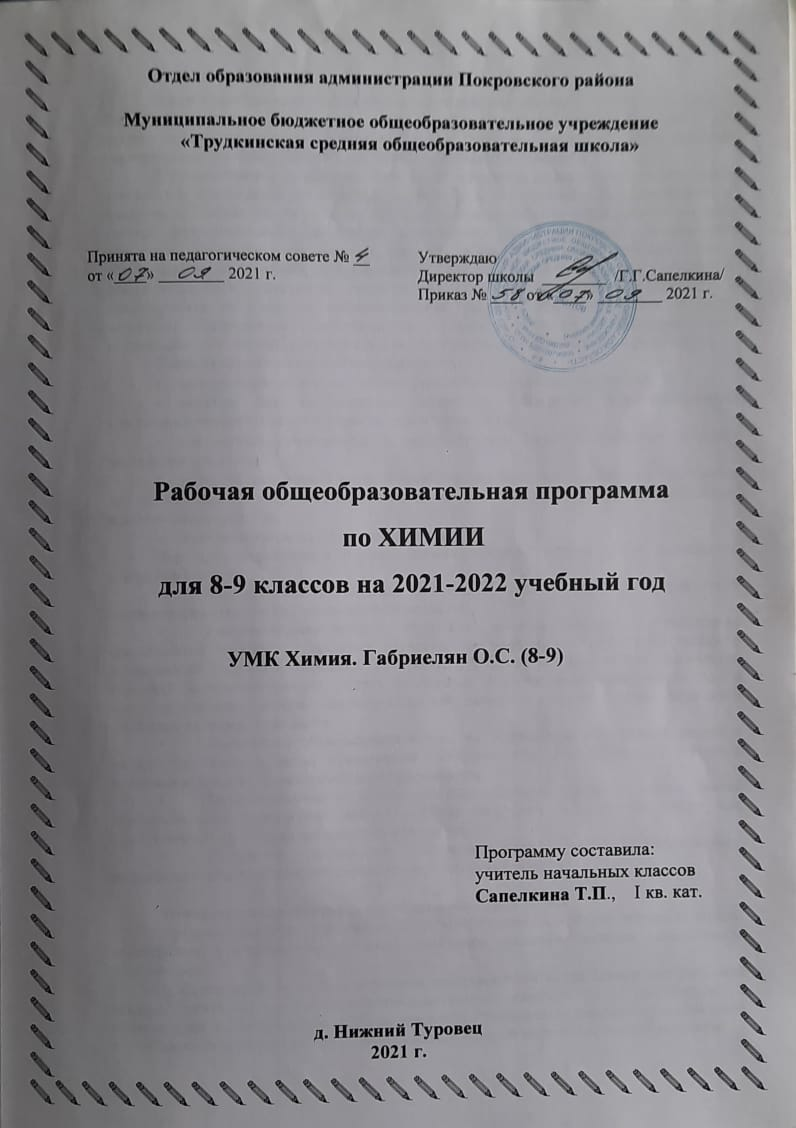 Отдел образования администрации Покровского района
Муниципальное бюджетное общеобразовательное учреждение
«Трудкинская средняя общеобразовательная школа»
Принята на педагогическом совете №
от «07» 09 2021 г.
Утверждаю
Директор школы /Г.Г.Сапелкина/
Приказ № 58 от «07» 09 2021 г.
Рабочая общеобразовательная программа
по ХИМИИ
для 8-9 классов на 2021-2022 учебный год
УМК Химия. Габриелян О.С. (8-9)
Программу составила:
учитель начальных классов
Сапелкина Т.П., I кв. кат.
д. Нижний Туровец
2021 г.